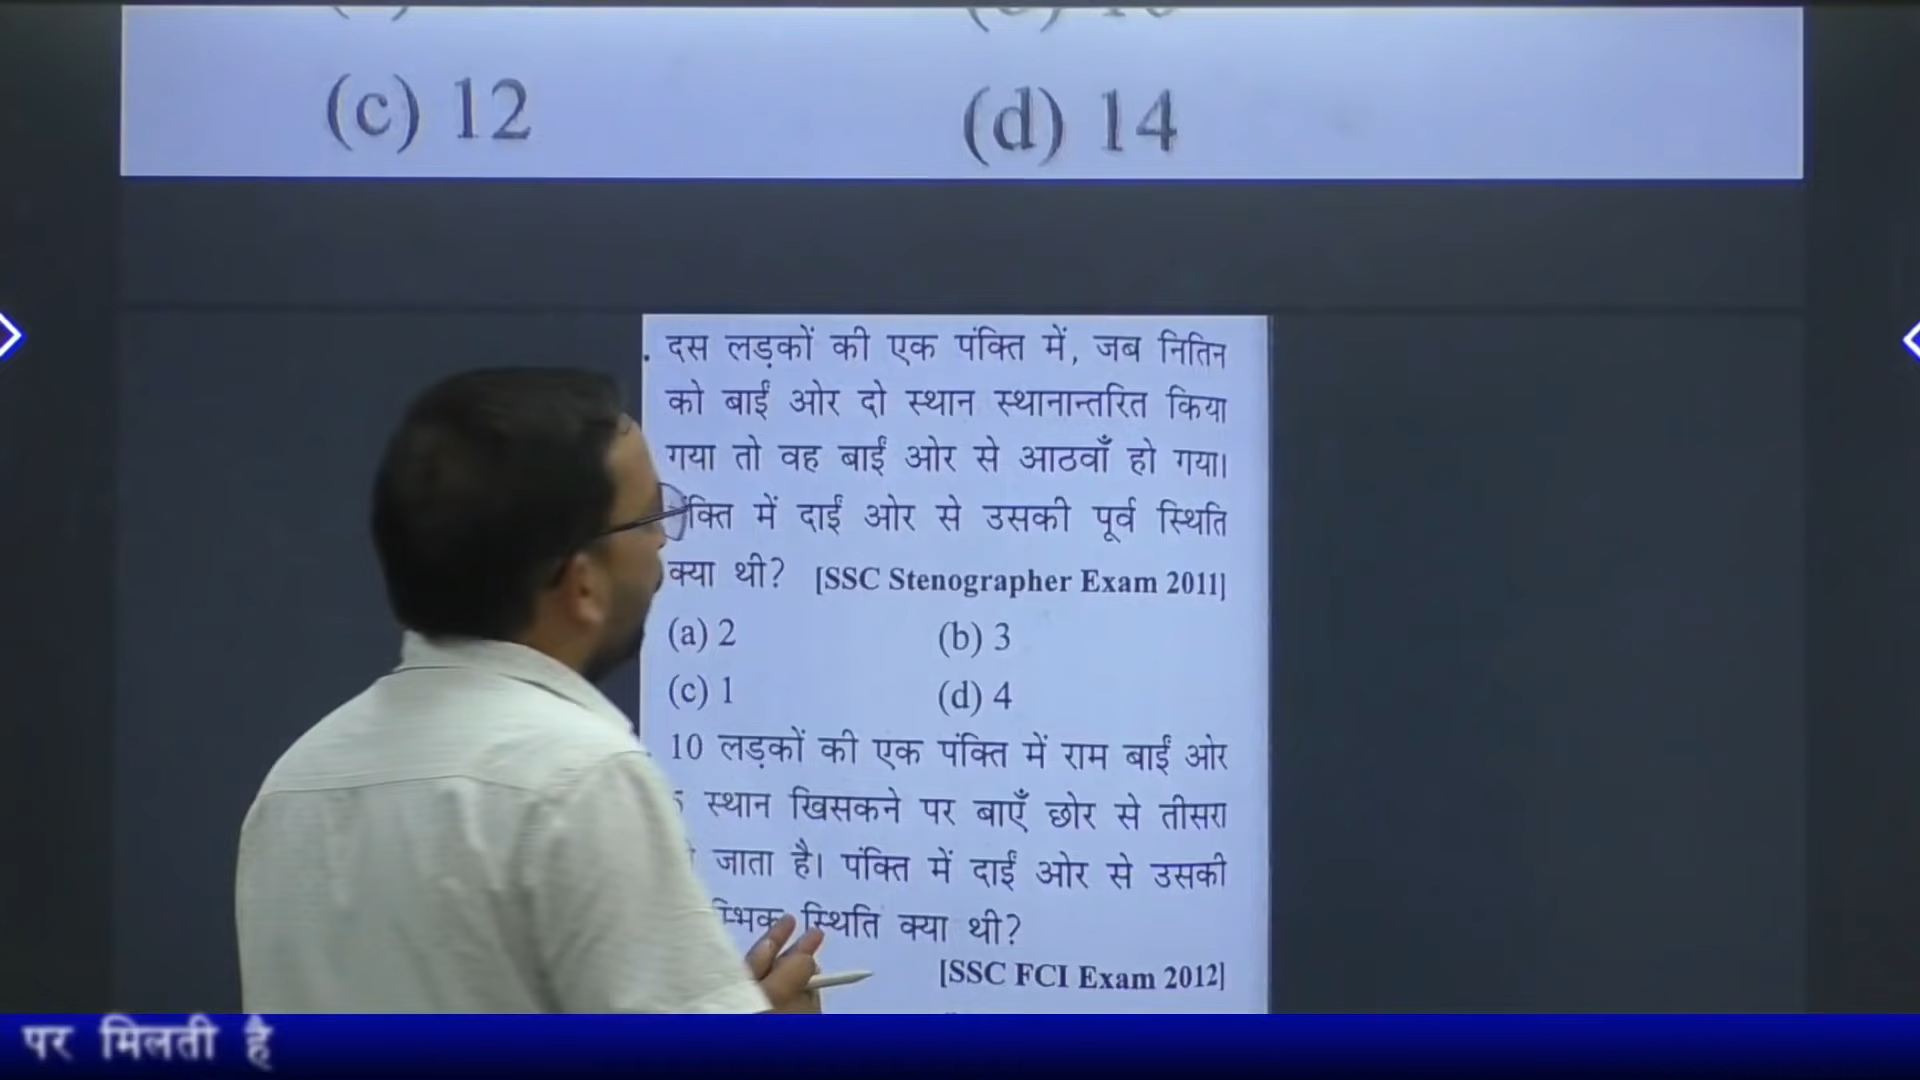 (c) 12 (d) 14
. दस लड़कों की एक पंक्ति में, जब नितिन
को बाईं ओर दो स्थान स्थानान्तरित किया
गया तो वह बाईं ओर से आठवाँ हो गया।
में दाईं ओर से उसकी पूर्व स्थिति
क्या थी? [SSC Stenographer Exam 2011]
(a) 2 (b) 3
(c) 1 (d) 4
10 लड़कों की एक पंक्ति में राम बाईं ओर
स्थान खिसकने पर बाएँ छोर से तीसरा
जाता है। पंक्ति में दाईं ओर से उसकी
स्थिति क्या थी?
[SSC FCI Exam 2012]
पर मिलती है